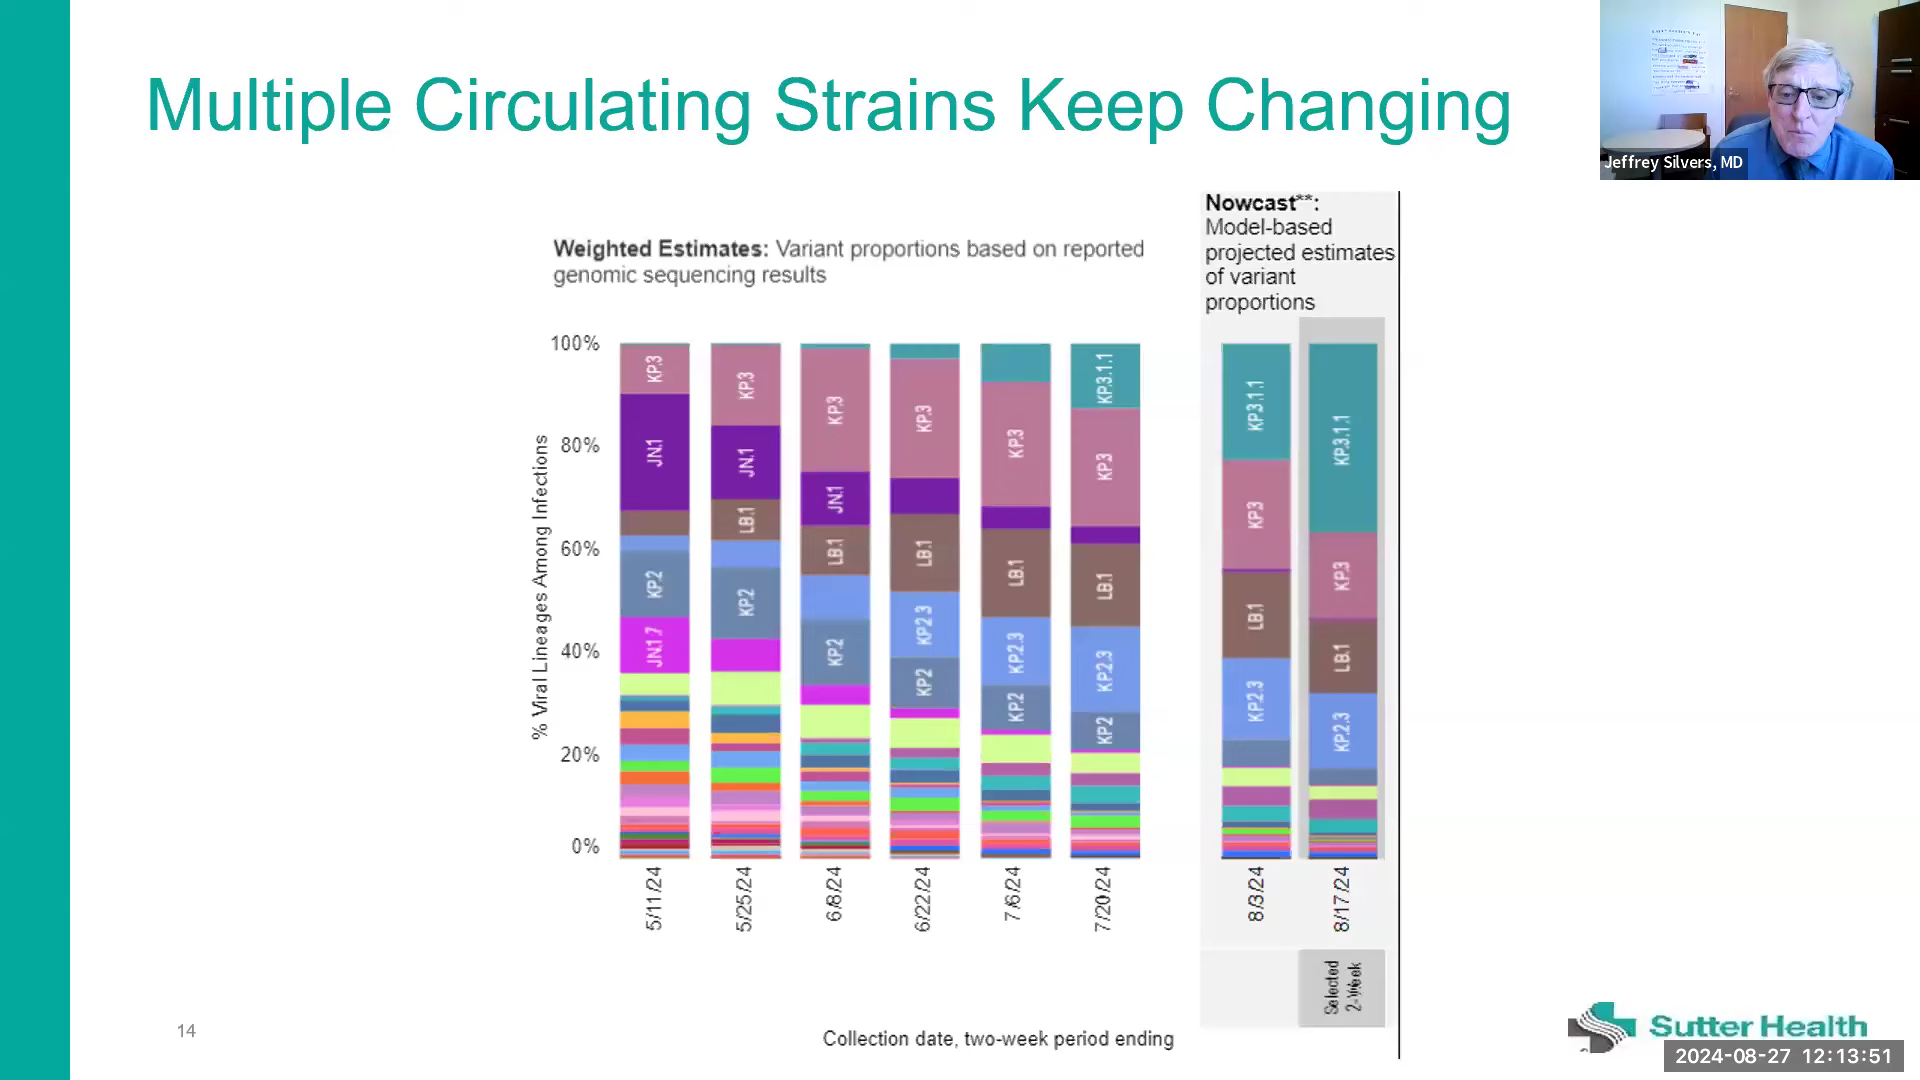 Multiple Circulating Strains Keep Changing
Jeffrey Silvers, MD
Weighted Estimates: Variant proportions based on reported
genomic sequencing results
Nowcast**:
Model-based
projected estimates
of variant
proportions
% Viral Lineages Among Infections
100%
80%
60%
40%
20%
0%
KP.3
JN.1
KP.2
JN.1.7
KP.3
JN.1
LB.1
KP.2
KP.3
JN.1
LB.1
KP.2
KP.3
LB.1
KP.2.3
KP.2
KP.3
LB.1
KP.2.3
KP.2
KP.3.1.1
KP.3
LB.1
KP.2.3
KP.2
KP.3.1.1
KP.3
LB.1
KP.2.3
KP.3.1.1
KP.3
LB.1
KP.2.3
5/11/24
5/25/24
6/8/24
6/22/24
7/6/24
7/20/24
8/3/24
8/17/24
Selected
2-Week
Collection date, two-week period ending
14
Sutter Health
2024-08-27 12:13:51